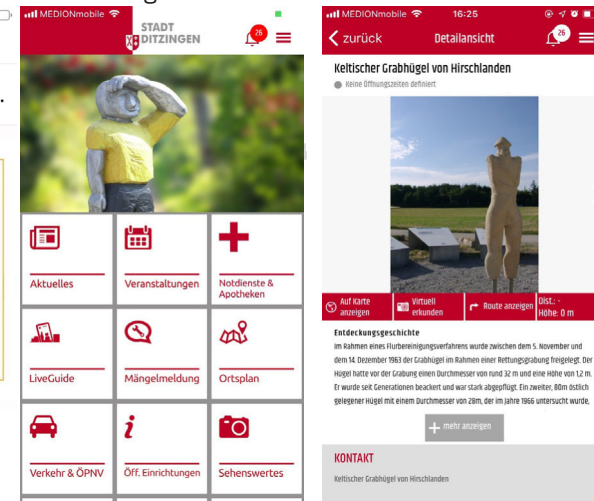 MEDIONmobile
STADT
DITZINGEN
26
Aktuelles
Veranstaltungen
Notdienste &
Apotheken
LiveGuide
Mängelmeldung
Ortsplan
Verkehr & ÖPNV
Öff. Einrichtungen
Sehenswertes
MEDIONmobile 16:25
zurück Detailansicht 26
Keltischer Grabhügel von Hirschlanden
Keine Öffnungszeiten definiert
Auf Karte
anzeigen
Virtuell
erkunden
Route anzeigen
Dist.: -
Höhe: 0 m
Entdeckungsgeschichte
Im Rahmen eines Flurbereinigungsverfahrens wurde zwischen dem 5. November und
dem 14. Dezember 1963 der Grabhügel im Rahmen einer Rettungsgrabung freigelegt. Der
Hügel hatte vor der Grabung einen Durchmesser von rund 32 m und eine Höhe von 1,2 m.
Er wurde seit Generationen beackert und war stark abgepflügt. Ein zweiter, 80m östlich
gelegener Hügel mit einem Durchmesser von 28m, der im Jahre 1966 untersucht wurde,
mehr anzeigen
KONTAKT
Keltischer Grabhügel von Hirschlanden